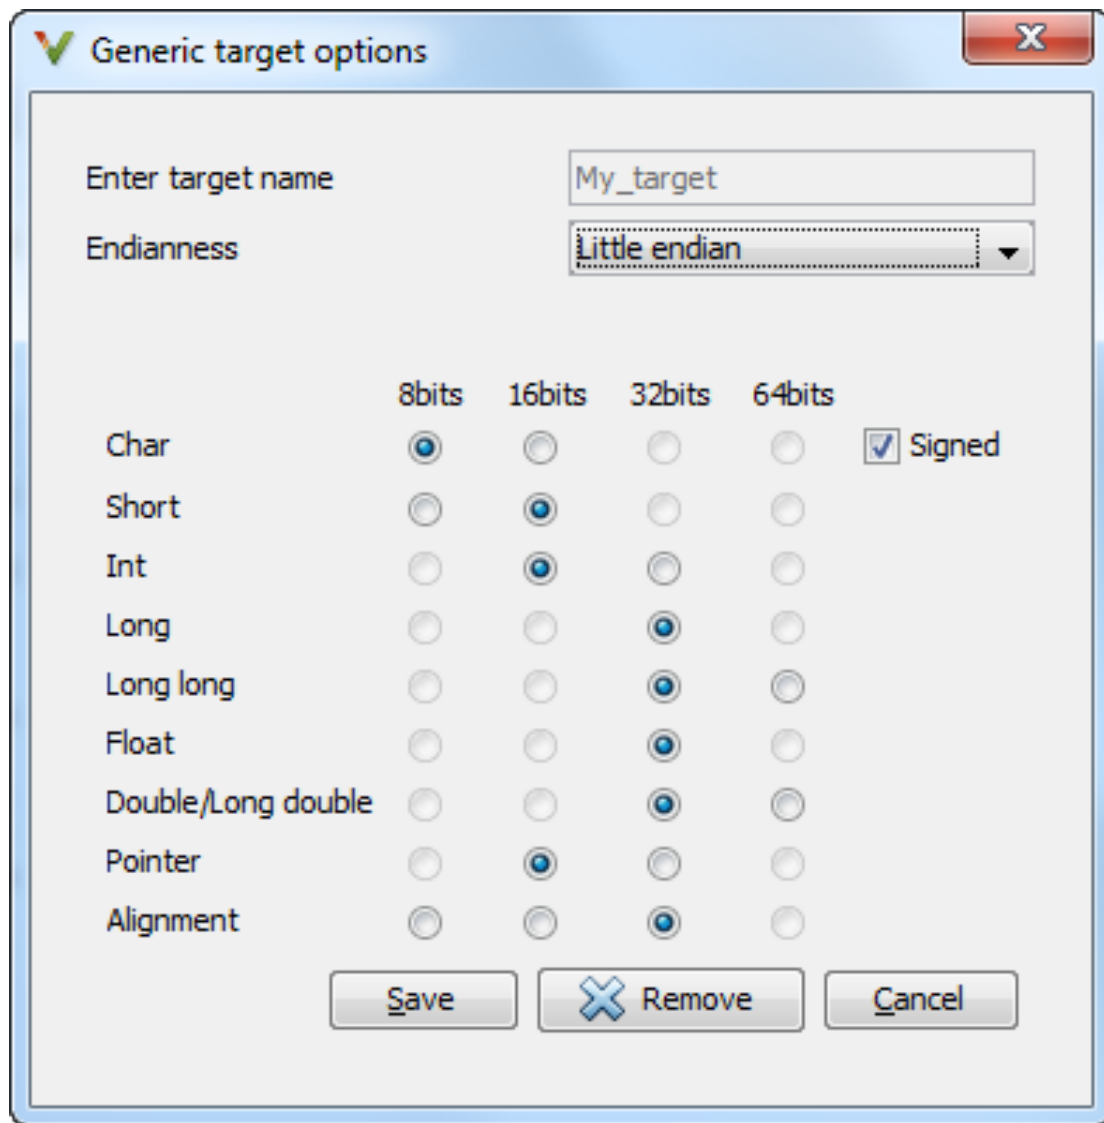 Generic target options
Enter target name My_target
Endianness Little endian
8bits 16bits 32bits 64bits
Char Signed
Short
Int
Long
Long long
Float
Double/Long double
Pointer
Alignment
Save Remove Cancel